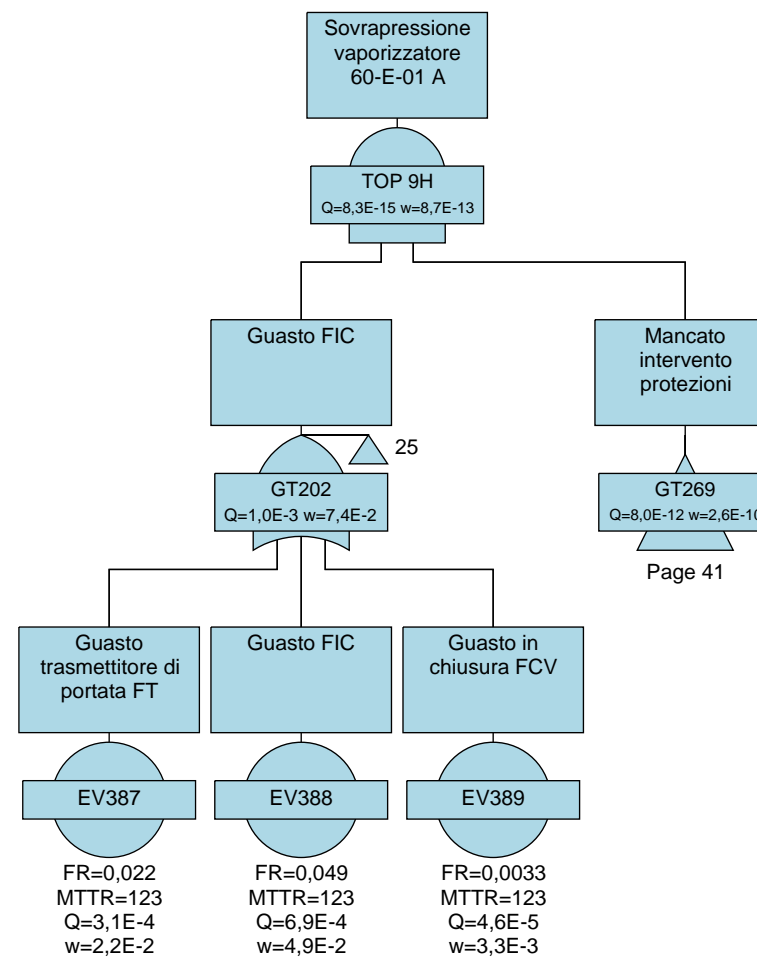 Sovrapressione
vaporizzatore
60-E-01 A
TOP 9H
Q=8,3E-15 w=8,7E-13
Guasto FIC
Mancato
intervento
protezioni
25
GT202
Q=1,0E-3 w=7,4E-2
GT269
Q=8,0E-12 w=2,6E-10
Page 41
Guasto
trasmettitore di
portata FT
Guasto FIC
Guasto in
chiusura FCV
EV387
EV388
EV389
FR=0,022
MTTR=123
Q=3,1E-4
w=2,2E-2
FR=0,049
MTTR=123
Q=6,9E-4
w=4,9E-2
FR=0,0033
MTTR=123
Q=4,6E-5
w=3,3E-3